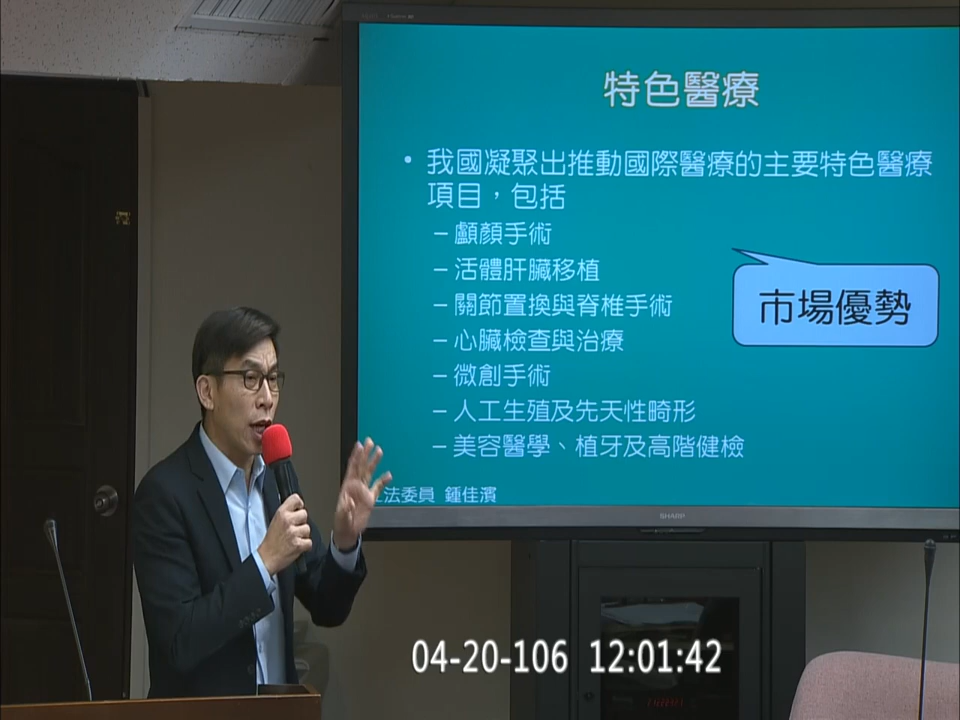 特色醫療
• 我國凝聚出推動國際醫療的主要特色醫療
項目，包括
– 顱顏手術
– 活體肝臟移植
– 關節置換與脊椎手術
– 心臟檢查與治療
– 微創手術
– 人工生殖及先天性畸形
– 美容醫學、植牙及高階健檢
市場優勢
法委員 鍾佳濱
SHARP
04-20-106 12:01:42